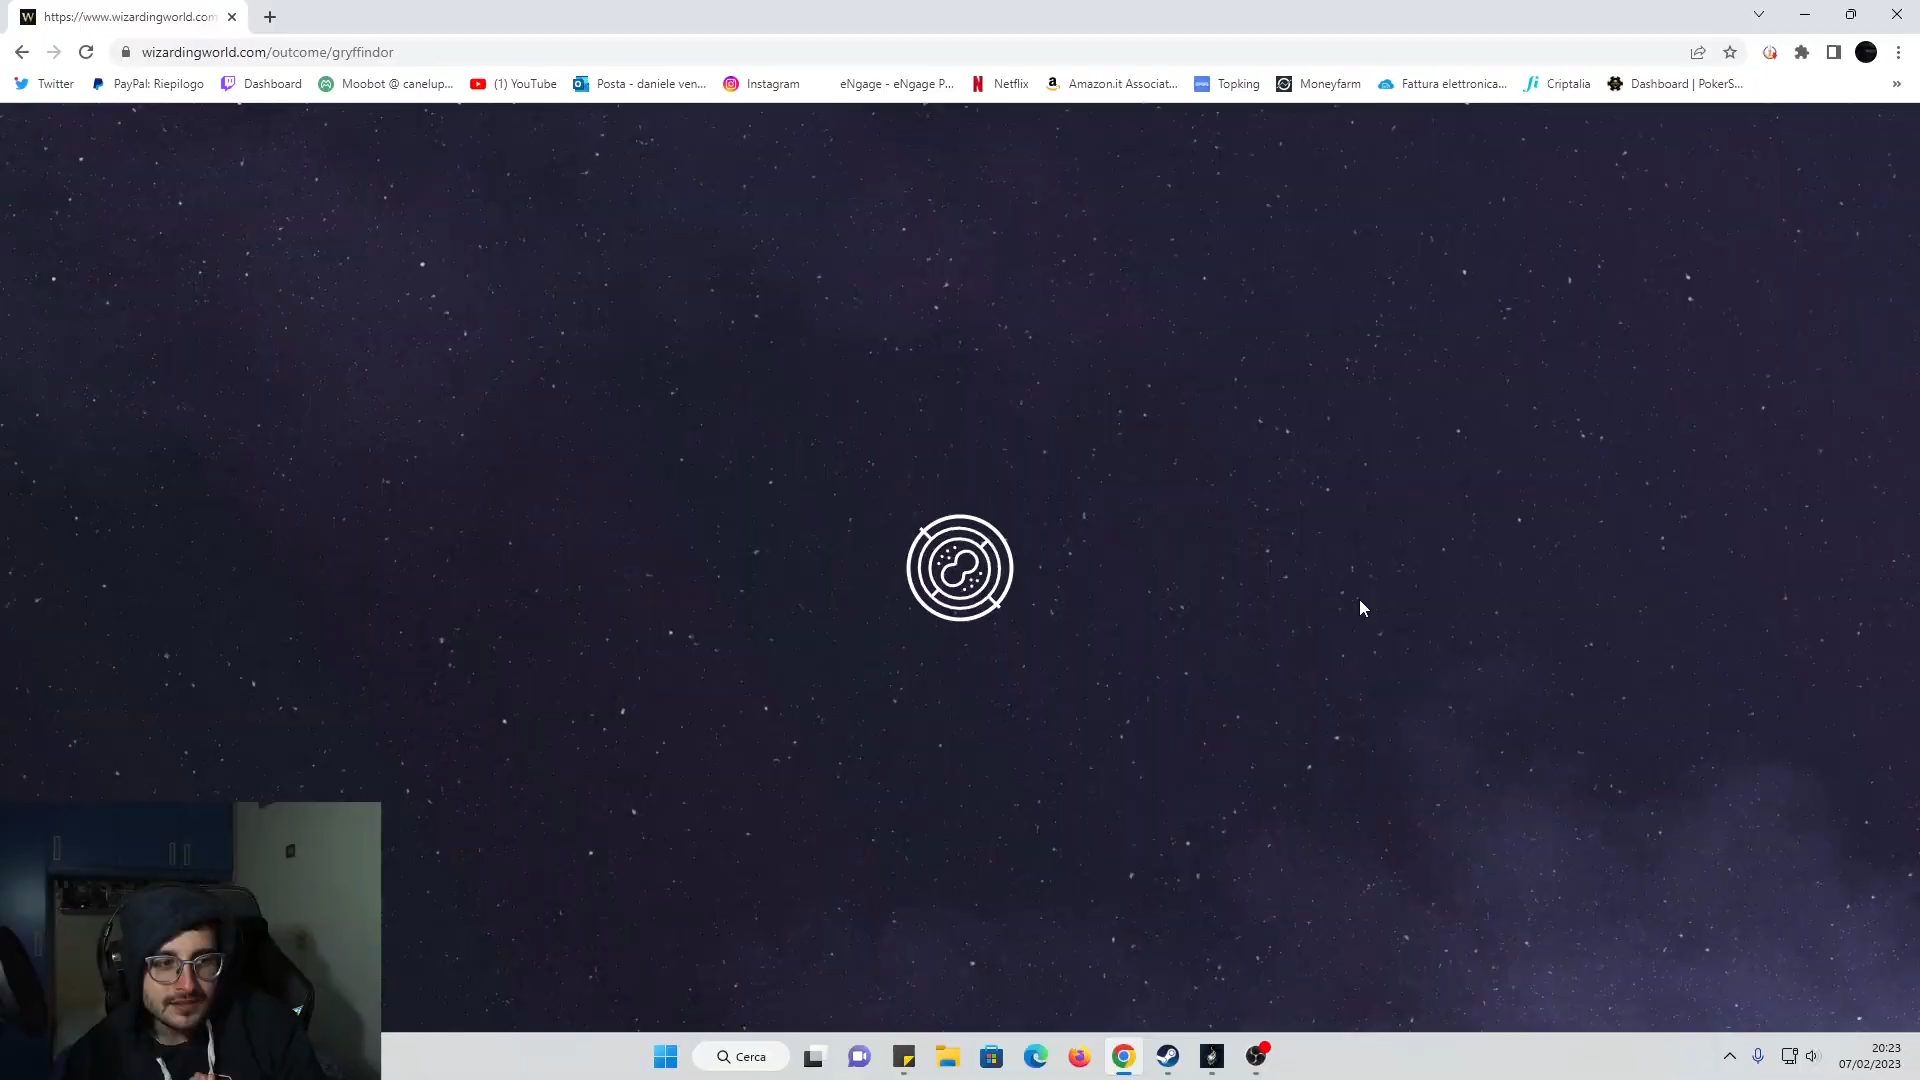 W https://www.wizardingworld.com
wizardingworld.com/outcome/gryffindor
Twitter PayPal: Riepilogo Dashboard Moobot @ canelup... (1) YouTube Posta - daniele ven... Instagram eNgage - eNgage P... Netflix Amazon.it Associat... Topking Moneyfarm Fattura elettronica... Criptalia Dashboard | PokerS... »
Cerca
20:23
07/02/2023